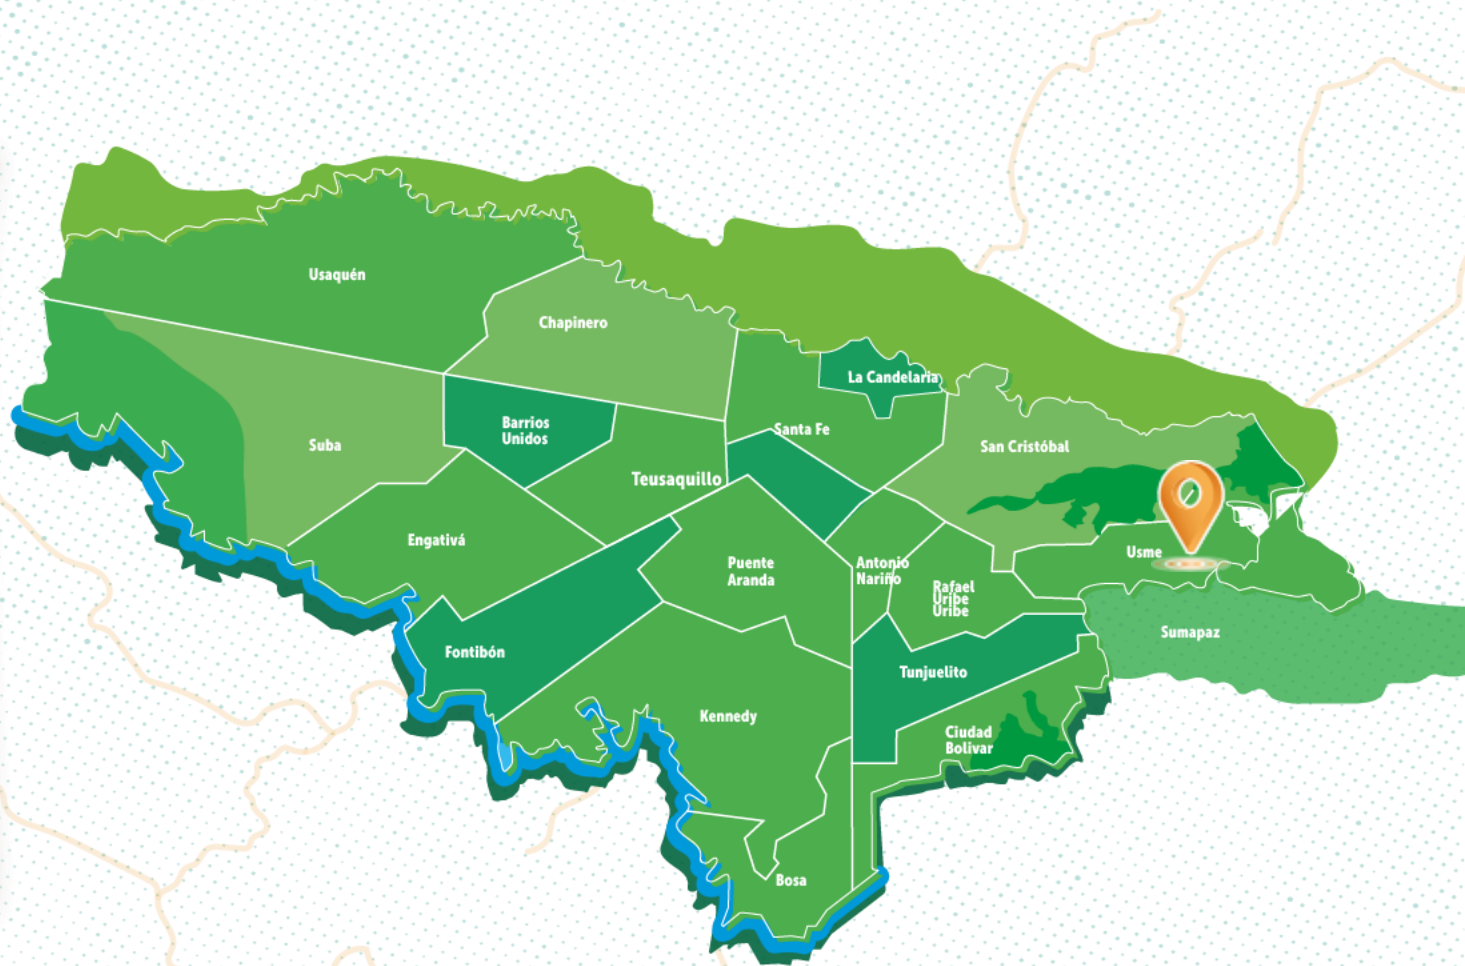 Usaquén
Chapinero
La Candelaria
Barrios
Unidos
Santa Fe
Suba
San Cristóbal
Teusaquillo
Engativá
Usme
Puente
Aranda
Antonio
Nariño
Rafael
Uribe
Uribe
Sumapaz
Fontibón
Tunjuelito
Kennedy
Ciudad
Bolivar
Bosa